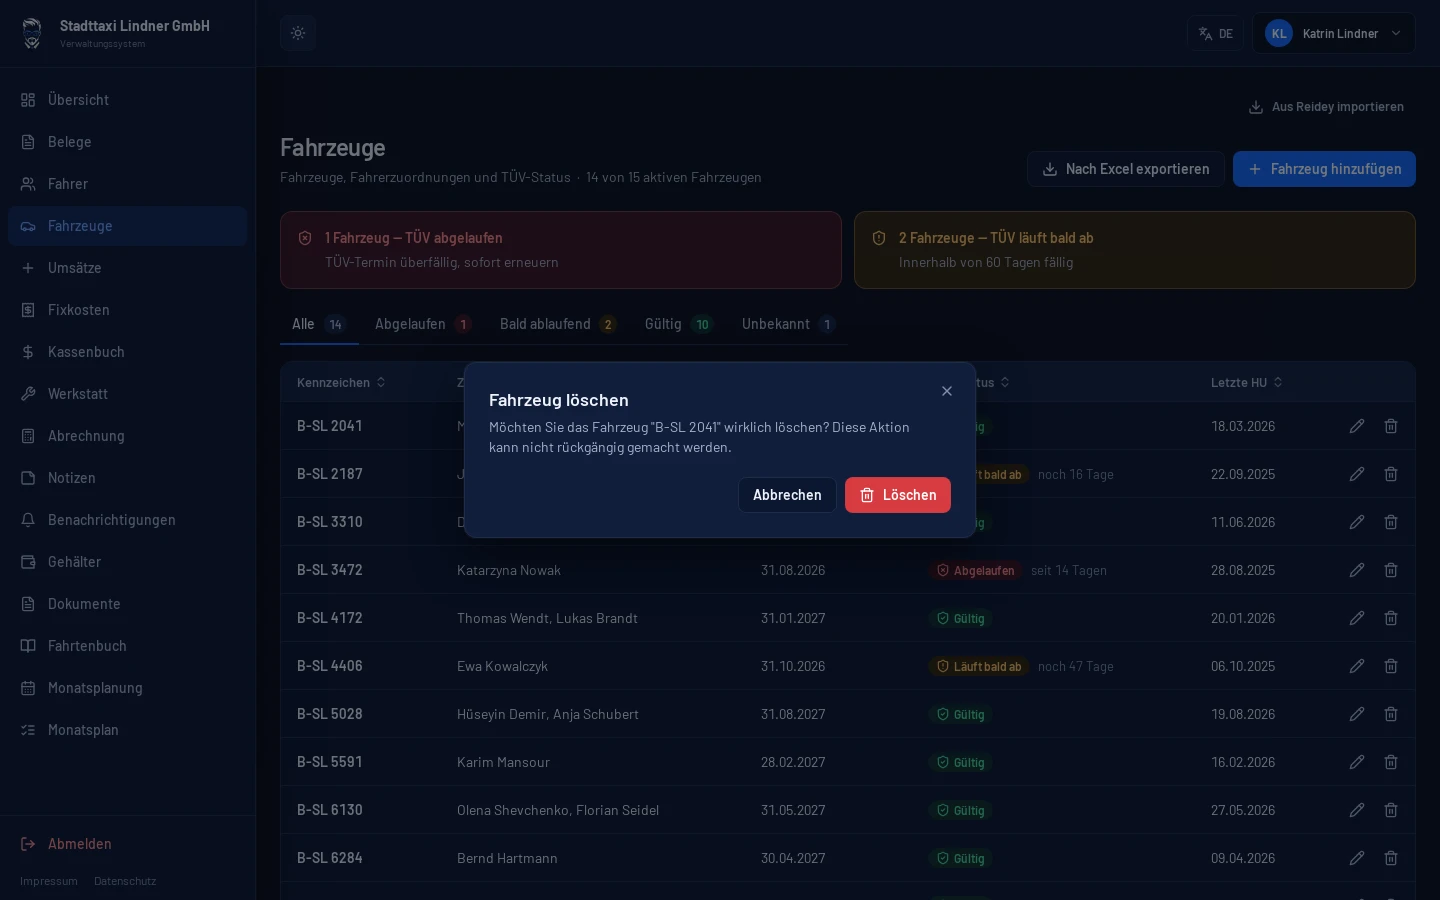 Stadttaxi Lindner GmbH
Verwaltungssystem
DE
KL
Katrin Lindner
Übersicht
Belege
Fahrer
Fahrzeuge
Umsätze
Fixkosten
Kassenbuch
Werkstatt
Abrechnung
Notizen
Benachrichtigungen
Gehälter
Dokumente
Fahrtenbuch
Monatsplanung
Monatsplan
Abmelden
Impressum Datenschutz
Aus Reidey importieren
Fahrzeuge
Fahrzeuge, Fahrerzuordnungen und TÜV-Status · 14 von 15 aktiven Fahrzeugen
Nach Excel exportieren
Fahrzeug hinzufügen
1 Fahrzeug — TÜV abgelaufen
TÜV-Termin überfällig, sofort erneuern
2 Fahrzeuge — TÜV läuft bald ab
Innerhalb von 60 Tagen fällig
Alle 14 Abgelaufen 1 Bald ablaufend 2 Gültig 10 Unbekannt 1
Kennzeichen Letzte HU
Fahrzeug löschen
Möchten Sie das Fahrzeug "B-SL 2041" wirklich löschen? Diese Aktion
kann nicht rückgängig gemacht werden.
Abbrechen
Löschen
B-SL 2041 18.03.2026
B-SL 2187 noch 16 Tage 22.09.2025
B-SL 3310 11.06.2026
B-SL 3472 Katarzyna Nowak 31.08.2026 Abgelaufen seit 14 Tagen 28.08.2025
B-SL 4172 Thomas Wendt, Lukas Brandt 31.01.2027 Gültig 20.01.2026
B-SL 4406 Ewa Kowalczyk 31.10.2026 Läuft bald ab noch 47 Tage 06.10.2025
B-SL 5028 Hüseyin Demir, Anja Schubert 31.08.2027 Gültig 19.08.2026
B-SL 5591 Karim Mansour 28.02.2027 Gültig 16.02.2026
B-SL 6130 Olena Shevchenko, Florian Seidel 31.05.2027 Gültig 27.05.2026
B-SL 6284 Bernd Hartmann 30.04.2027 Gültig 09.04.2026